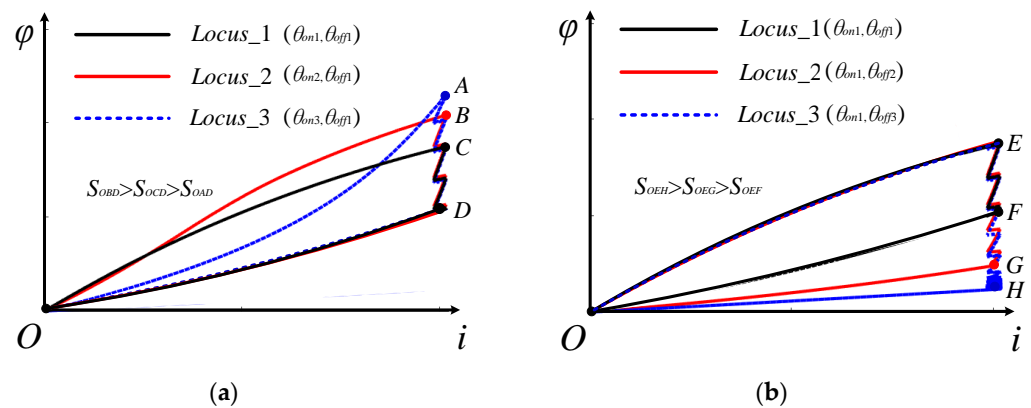 φ
Locus_1 (θon1,θoff1)
Locus_2 (θon2,θoff1)
Locus_3 (θon3,θoff1)
A
B
C
SOBD>SOCD>SOAD
D
O
i
(a)
φ
Locus_1 (θon1,θoff1)
Locus_2 (θon1,θoff2)
Locus_3 (θon1,θoff3)
E
SOEH>SOEG>SOEF
F
G
H
O
i
(b)